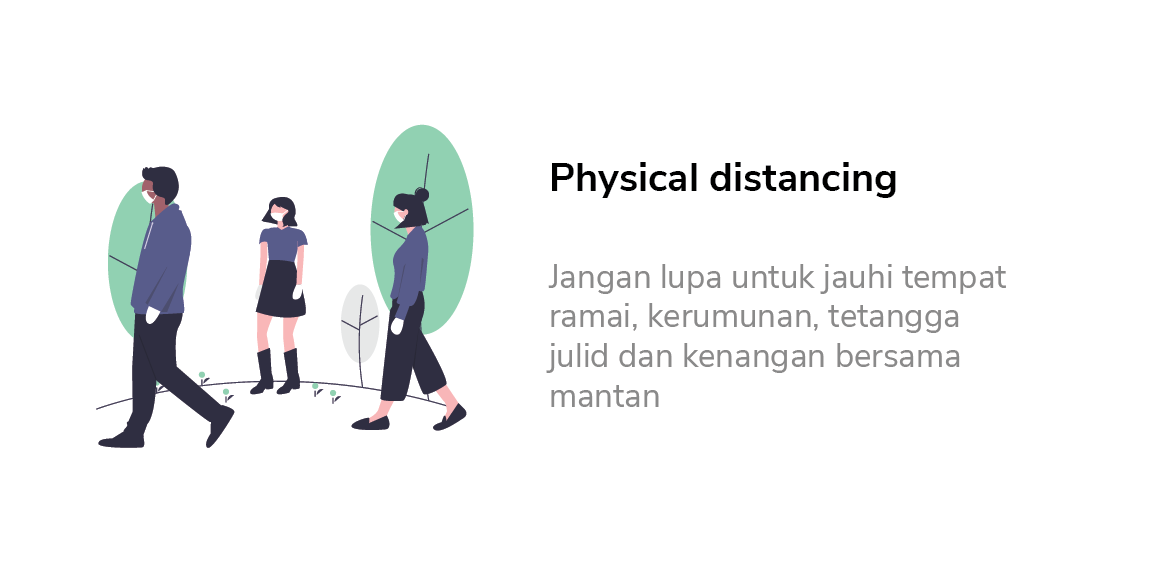 Physical distancing
Jangan lupa untuk jauhi tempat
ramai, kerumunan, tetangga
julid dan kenangan bersama
mantan